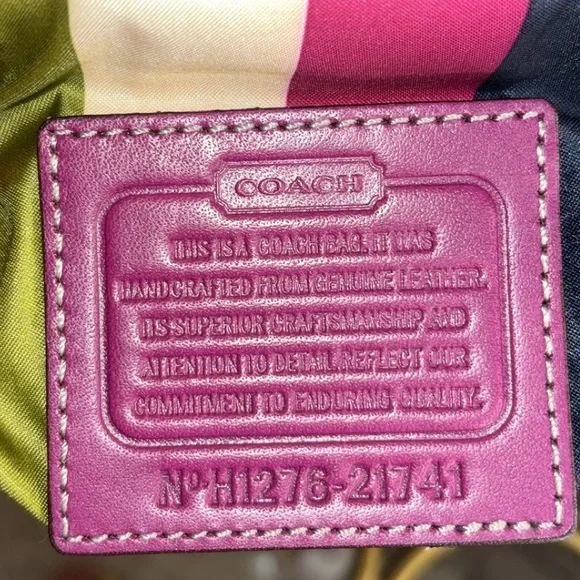 COACH
THIS IS A COACH BAG. IT WAS
HANDCRAFTED FROM GENUINE LEATHER.
ITS SUPERIOR CRAFTSMANSHIP AND
ATTENTION TO DETAIL REFLECT OUR
COMMITMENT TO ENDURING QUALITY.
Nº H1276-21741